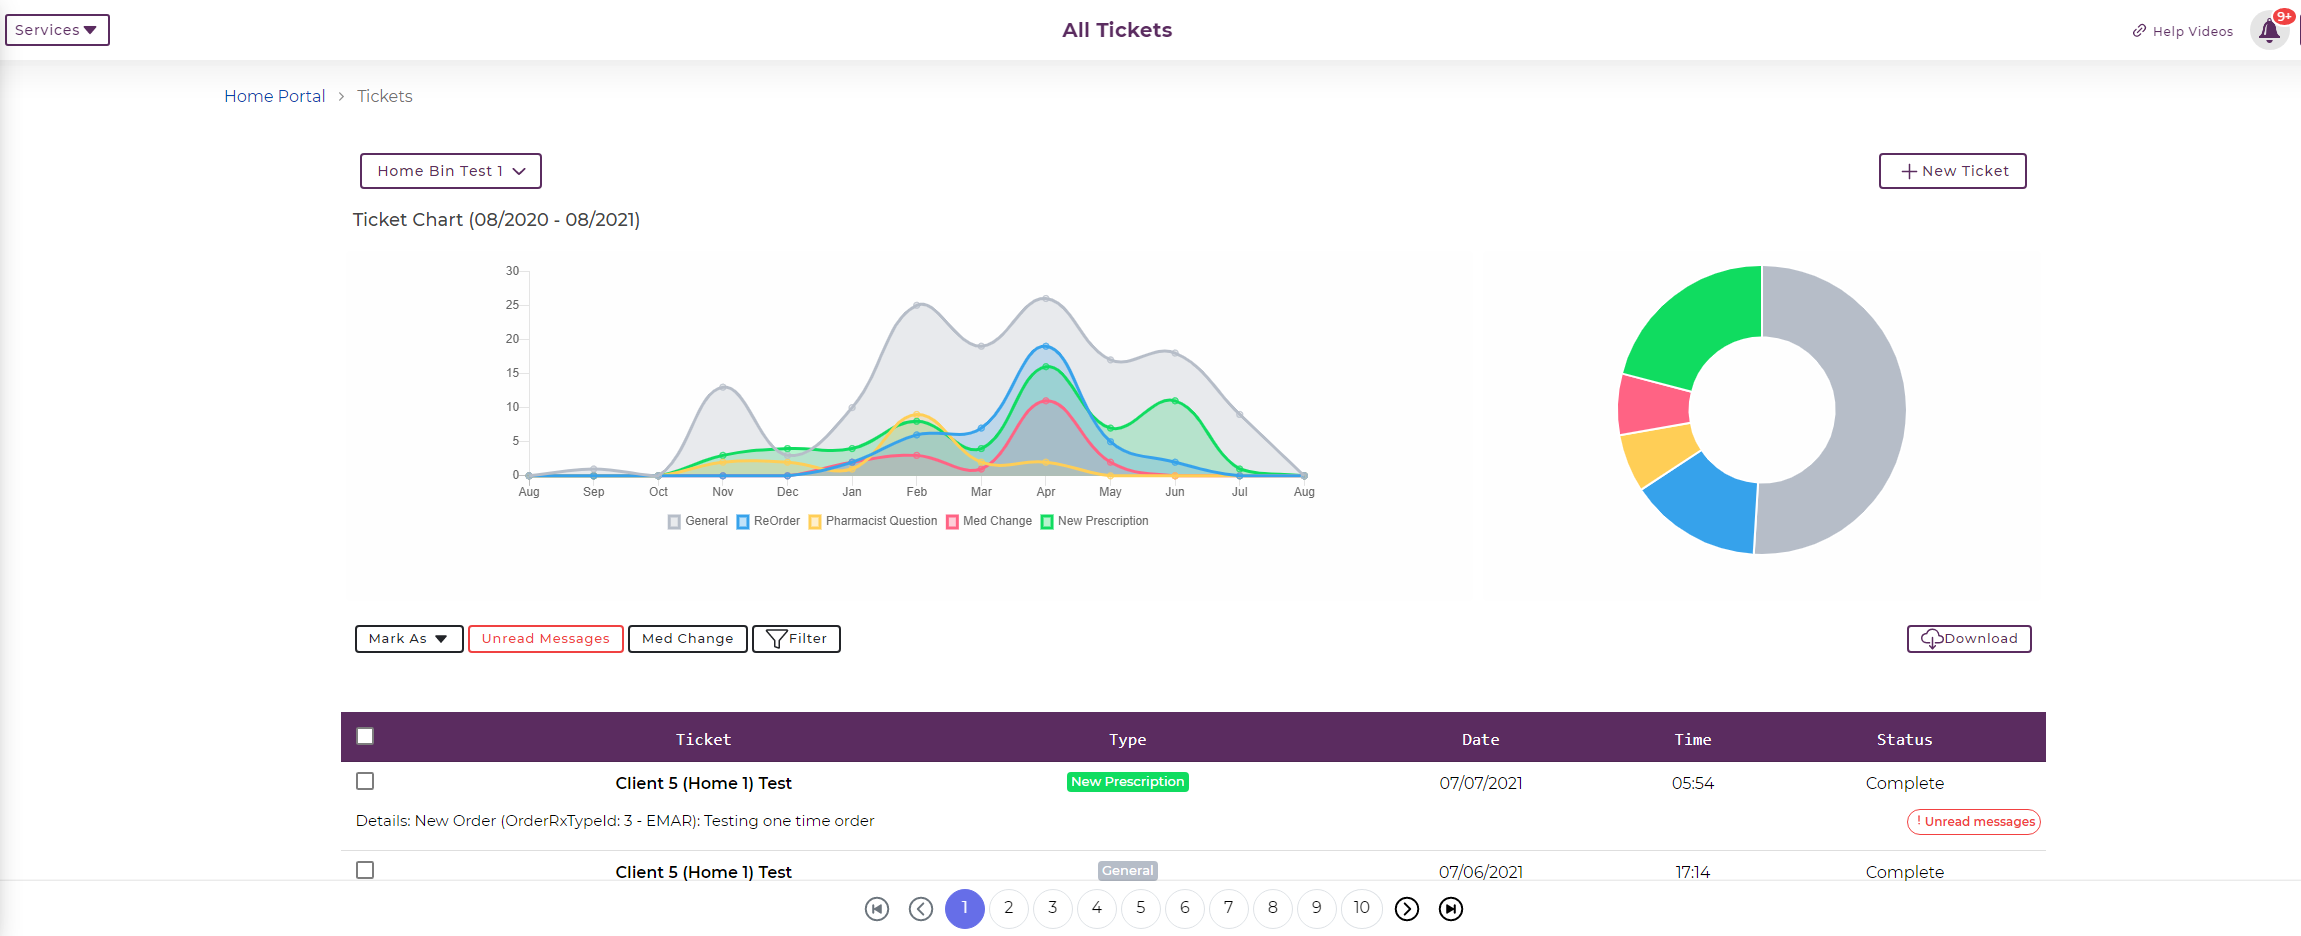 Services
All Tickets
Help Videos
9+
Home Portal > Tickets
Home Bin Test 1
New Ticket
Ticket Chart (08/2020 - 08/2021)
30
25
20
15
10
5
0
Aug Sep Oct Nov Dec Jan Feb Mar Apr May Jun Jul Aug
General ReOrder Pharmacist Question Med Change New Prescription
Mark As Unread Messages Med Change Filter Download
Ticket Type Date Time Status
Client 5 (Home 1) Test New Prescription 07/07/2021 05:54 Complete
Details: New Order (OrderRxTypeId: 3 - EMAR): Testing one time order ! Unread messages
Client 5 (Home 1) Test General 07/06/2021 17:14 Complete
1 2 3 4 5 6 7 8 9 10